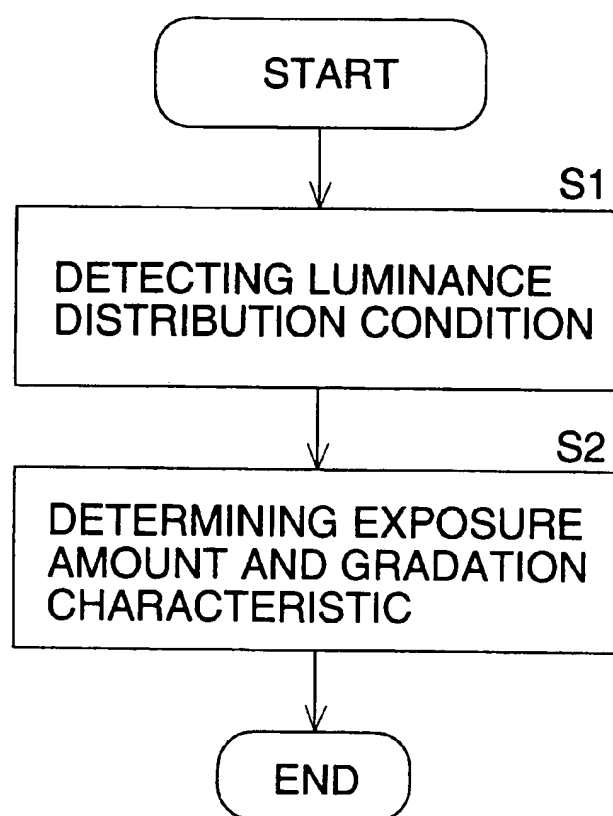 START
S1
DETECTING LUMINANCE
DISTRIBUTION CONDITION
S2
DETERMINING EXPOSURE
AMOUNT AND GRADATION
CHARACTERISTIC
END